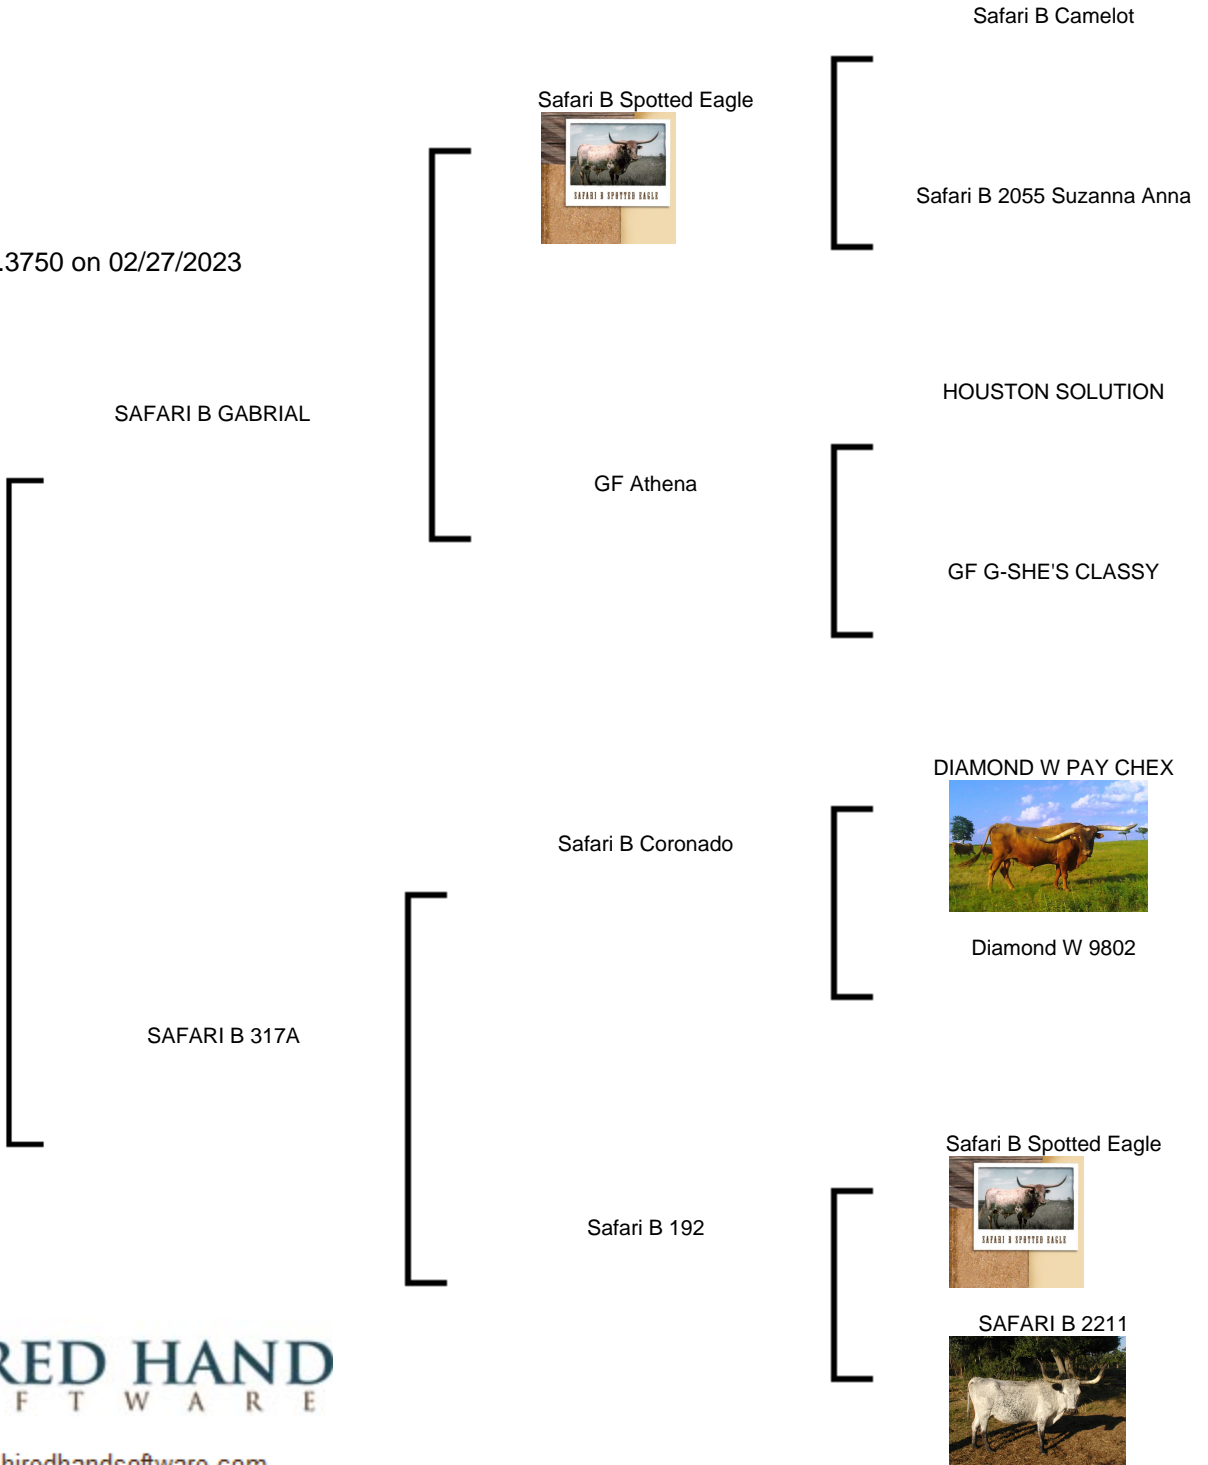 Safari B Camelot
Safari B Spotted Eagle
SAFARI B SPOTTED EAGLE
Safari B 2055 Suzanna Anna
.3750 on 02/27/2023
HOUSTON SOLUTION
SAFARI B GABRIAL
GF Athena
GF G-SHE'S CLASSY
DIAMOND W PAY CHEX
Safari B Coronado
Diamond W 9802
SAFARI B 317A
Safari B Spotted Eagle
SAFARI B SPOTTED EAGLE
Safari B 192
SAFARI B 2211
RED HAND
F T W A R E
hiredhandsoftware.com